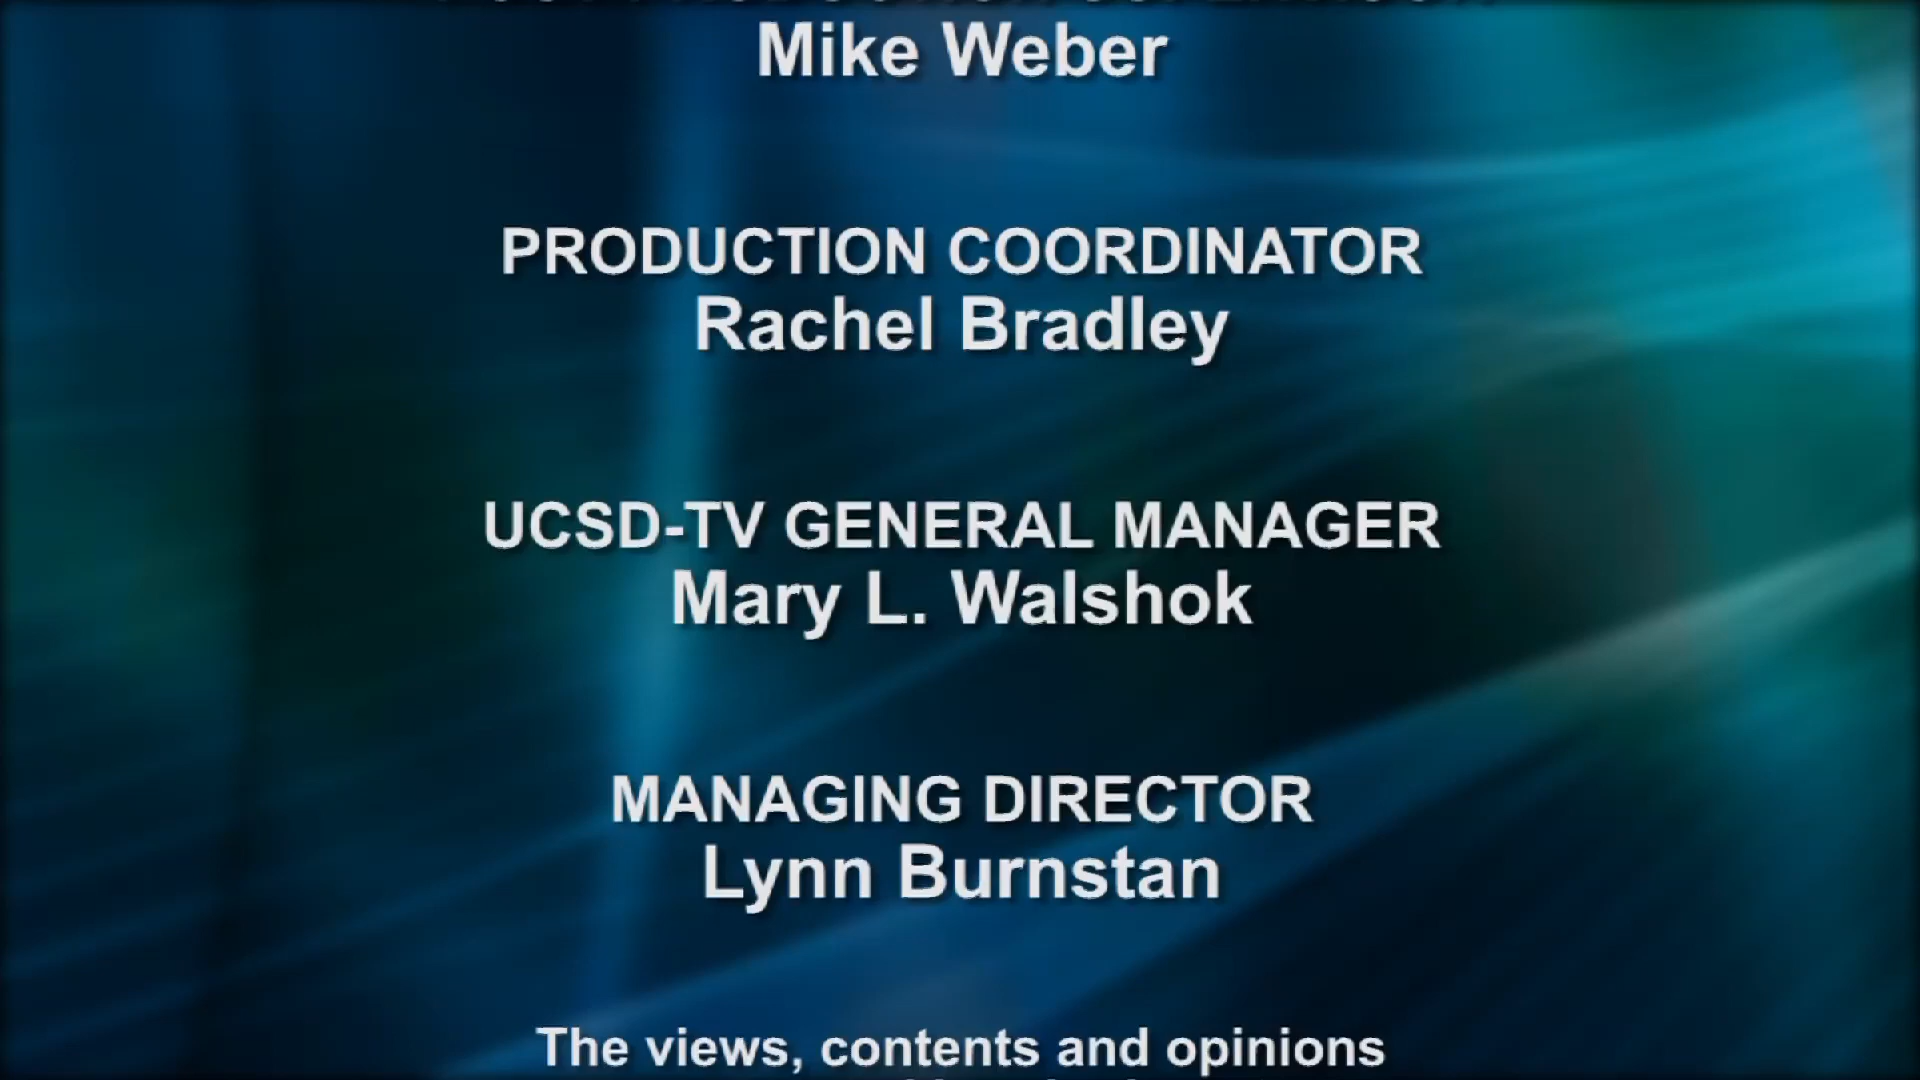 Mike Weber
PRODUCTION COORDINATOR
Rachel Bradley
UCSD-TV GENERAL MANAGER
Mary L. Walshok
MANAGING DIRECTOR
Lynn Burnstan
The views, contents and opinions